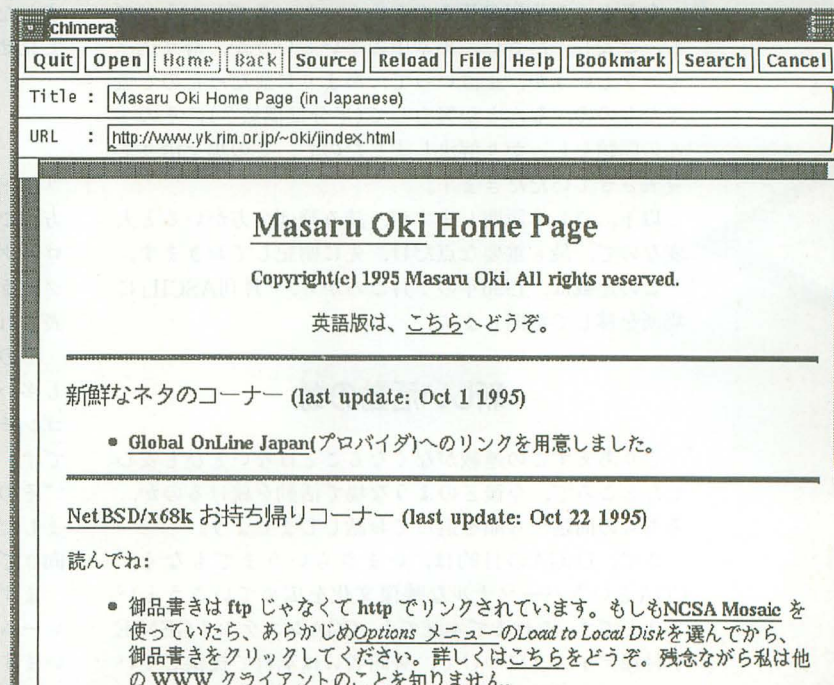 chimera
Quit Open Home Back Source Reload File Help Bookmark Search Cancel
Title : Masaru Oki Home Page (in Japanese)
URL : http://www.yk.rim.or.jp/~oki/jindex.html
Masaru Oki Home Page
Copyright(c) 1995 Masaru Oki. All rights reserved.
英語版は、こちらへどうぞ。
新鮮なネタのコーナー (last update: Oct 1 1995)
• Global OnLine Japan(プロバイダ)へのリンクを用意しました。
NetBSD/x68k お持ち帰りコーナー (last update: Oct 22 1995)
読んでね:
• 御品書きは ftp じゃなくて http でリンクされています。もしもNCSA Mosaic を
使っていたら、あらかじめOptions メニューのLoad to Local Diskを選んでから、
御品書きをクリックしてください。詳しくはこちらをどうぞ。残念ながら私は他
の WWW クライアントのことを知りません。